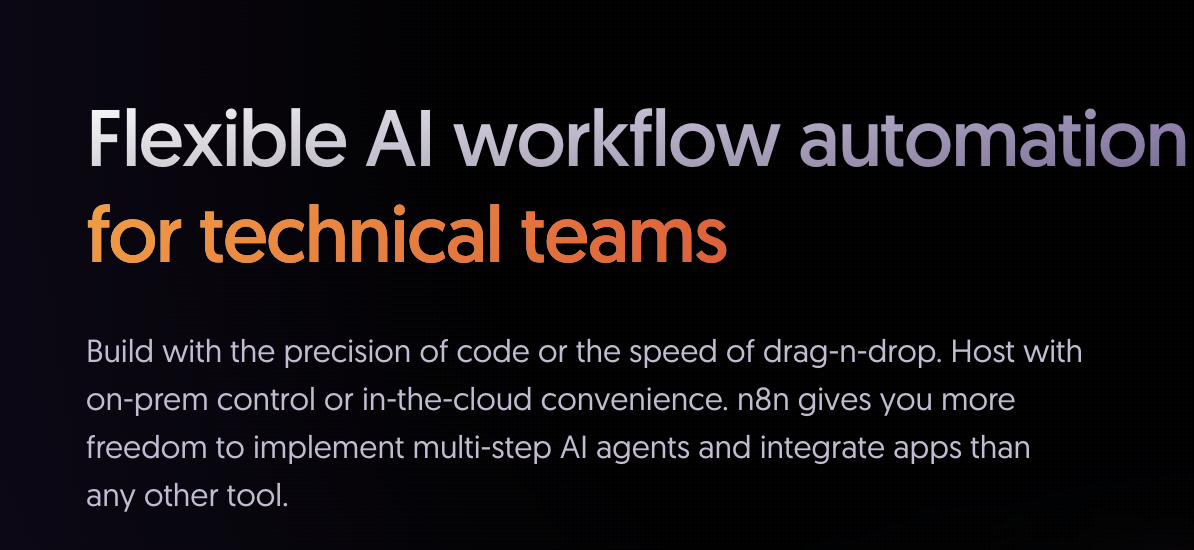 Flexible AI workflow automation
for technical teams
Build with the precision of code or the speed of drag-n-drop. Host with
on-prem control or in-the-cloud convenience. n8n gives you more
freedom to implement multi-step AI agents and integrate apps than
any other tool.